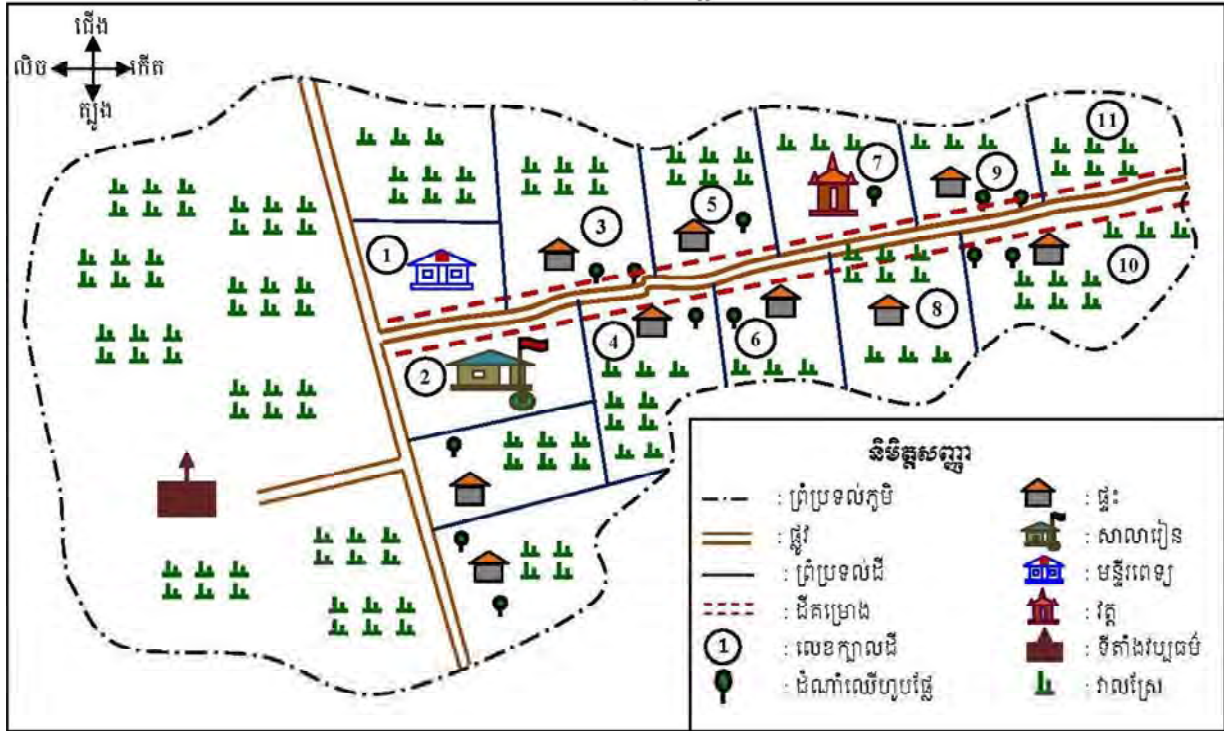 ជើង
លិច
កើត
ត្បូង
1
2
3
4
5
6
7
8
9
10
11
និមិត្តសញ្ញា
: ព្រំប្រទល់ភូមិ
: ផ្លូវ
: ព្រំប្រទល់ដី
: ដីគម្រោង
1 : លេខក្បាលដី
: ដំណាំឈើហូបផ្លែ
: ផ្ទះ
: សាលារៀន
: មន្ទីរពេទ្យ
: វត្ត
: ទីតាំងវប្បធម៌
: វាលស្រែ